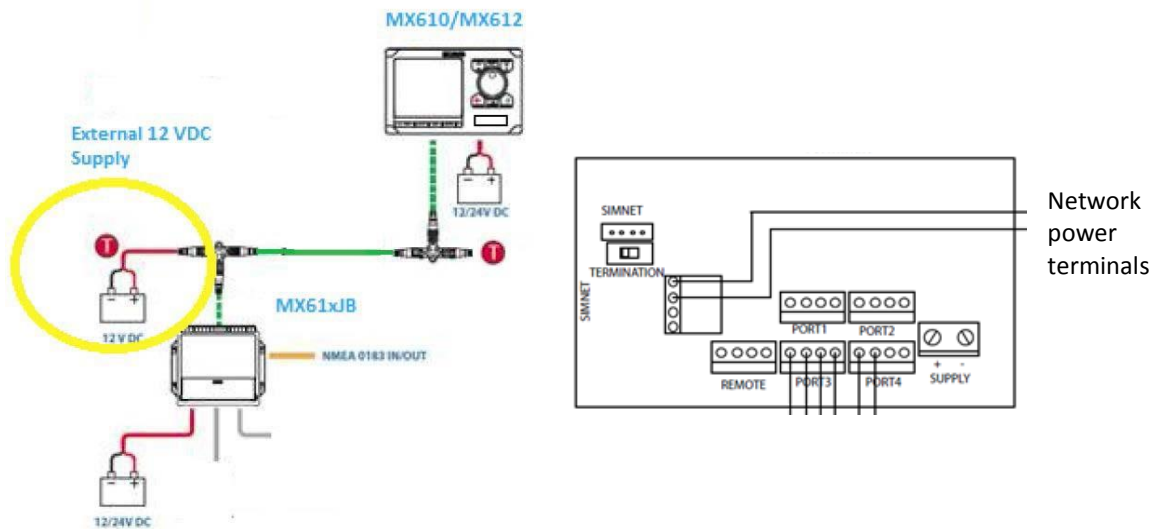 MX610/MX612
External 12 VDC
Supply
12/24V DC
T
T
12 V DC
MX61xJB
NMEA 0183 IN/OUT
12/24V DC
SIMNET
TERMINATION
SIMNET
PORT1
PORT2
REMOTE
PORT3
PORT4
+ -
SUPPLY
Network
power
terminals